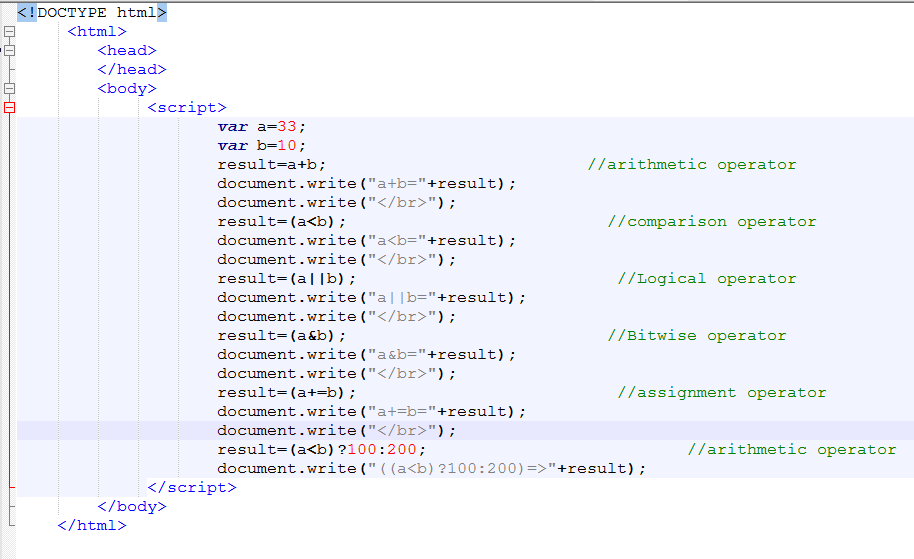 <!DOCTYPE html>
<html>
<head>
</head>
<body>
<script>
var a=33;
var b=10;
result=a+b; //arithmetic operator
document.write("a+b="+result);
document.write("</br>");
result=(a<b); //comparison operator
document.write("a<b="+result);
document.write("</br>");
result=(a||b); //Logical operator
document.write("a||b="+result);
document.write("</br>");
result=(a&b); //Bitwise operator
document.write("a&b="+result);
document.write("</br>");
result=(a+=b); //assignment operator
document.write("a+=b="+result);
document.write("</br>");
result=(a<b)?100:200; //arithmetic operator
document.write("((a<b)?100:200)=>"+result);
</script>
</body>
</html>